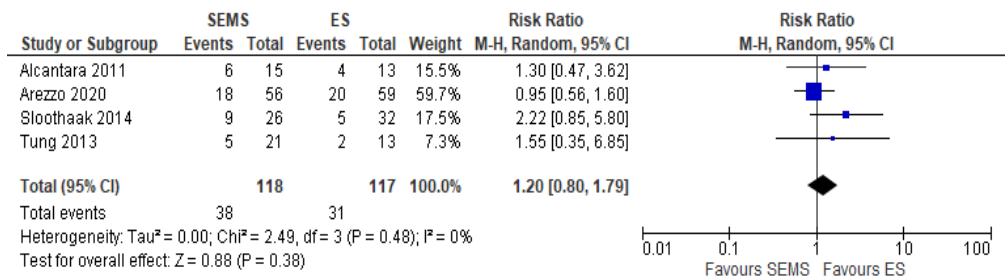 SEMS ES Risk Ratio Risk Ratio
Study or Subgroup Events Total Events Total Weight M-H, Random, 95% CI M-H, Random, 95% CI
Alcantara 2011 6 15 4 13 15.5% 1.30 [0.47, 3.62]
Arezzo 2020 18 56 20 59 59.7% 0.95 [0.56, 1.60]
Sloothaak 2014 9 26 5 32 17.5% 2.22 [0.85, 5.80]
Tung 2013 5 21 2 13 7.3% 1.55 [0.35, 6.85]
Total (95% CI) 118 117 100.0% 1.20 [0.80, 1.79]
Total events 38 31
Heterogeneity: Tau² = 0.00; Chi² = 2.49, df = 3 (P = 0.48); I² = 0%
Test for overall effect: Z = 0.88 (P = 0.38)
0.01 0.1 1 10 100
Favours SEMS Favours ES